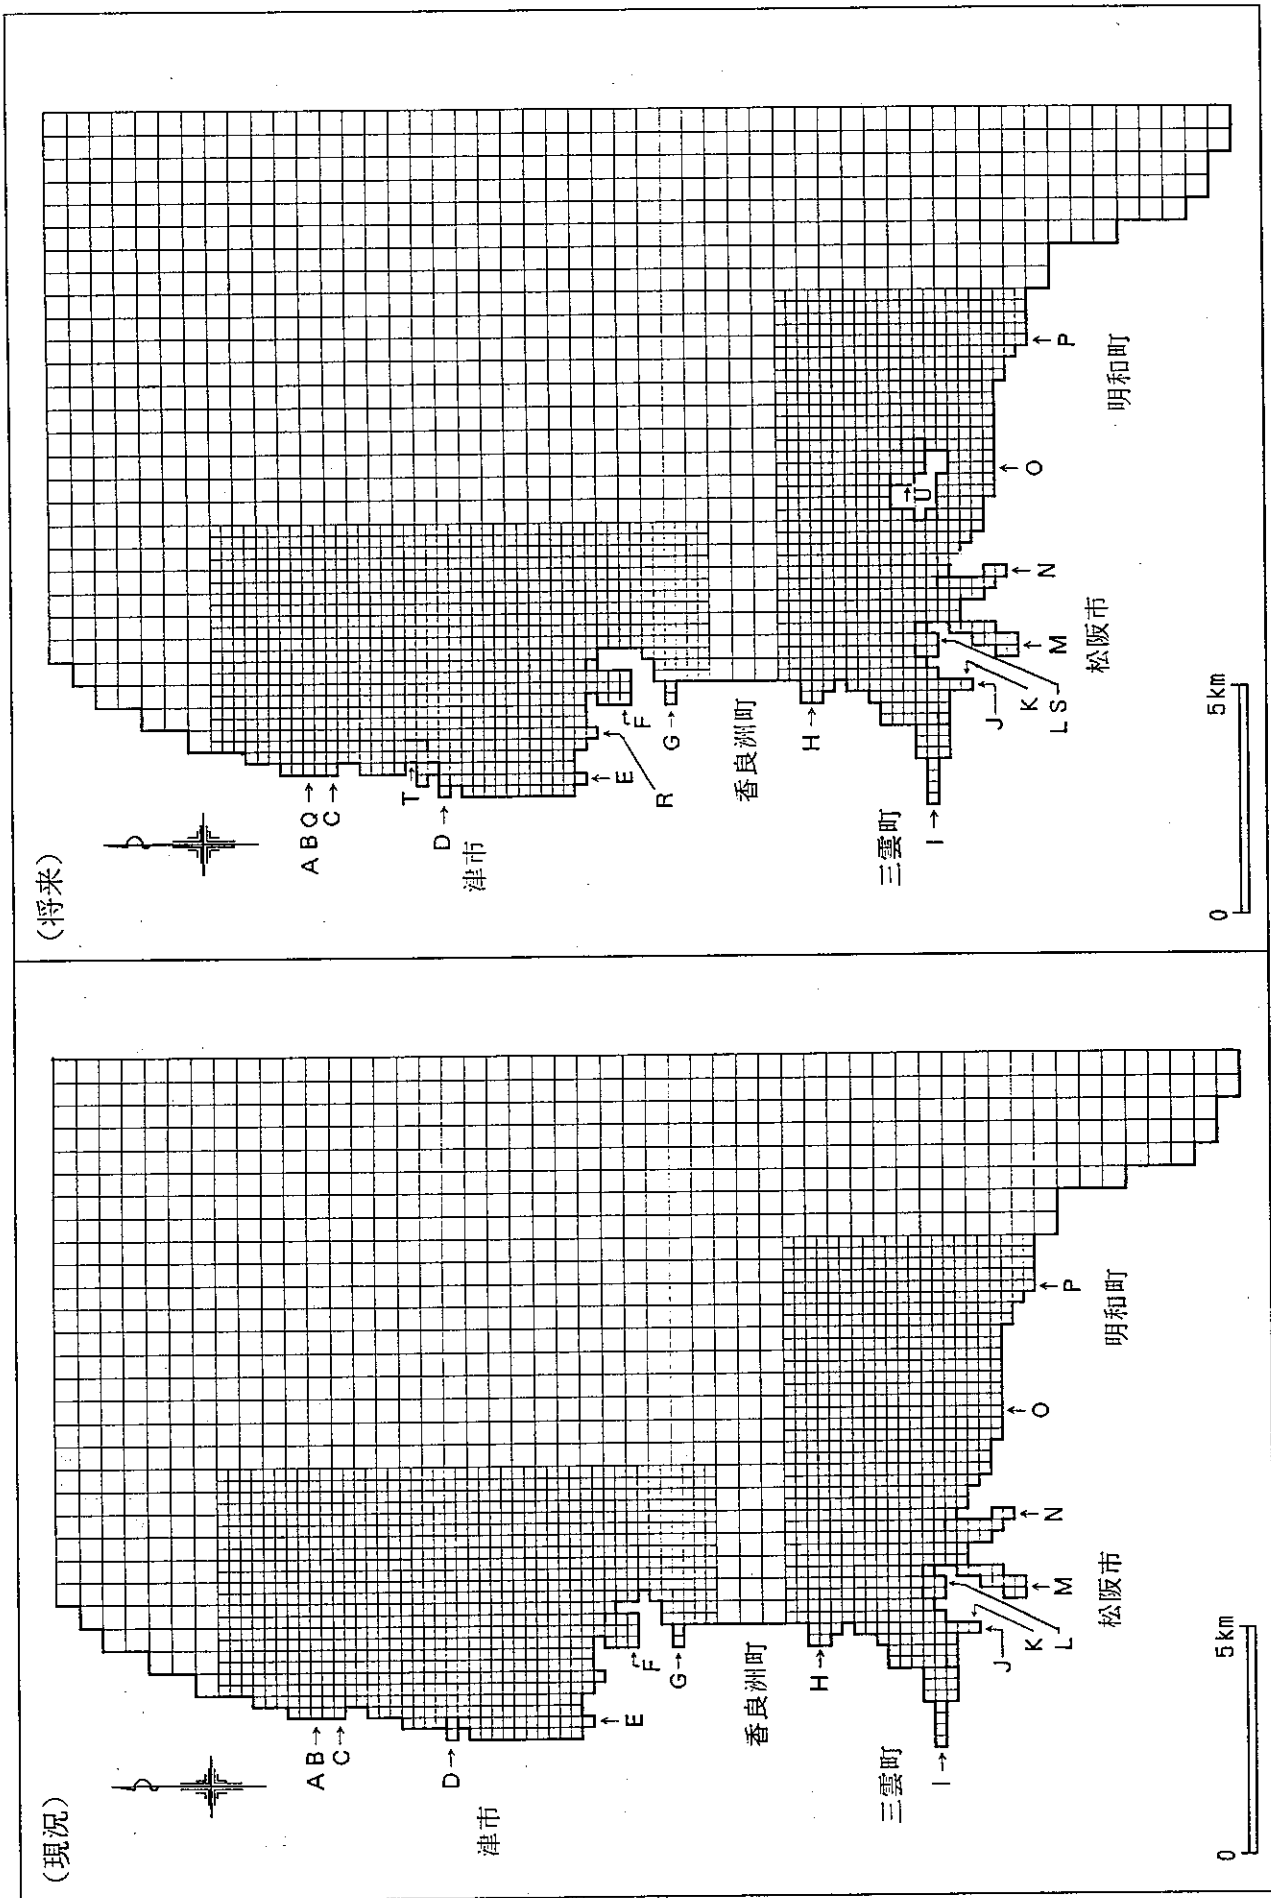 (現況)
A B→
C→
D→
津市
↑
E
F
G→
香良洲町
H→
三雲町
I→
J
K
L
↑
M
松阪市
↑
N
↑
O
↑
P
明和町
0 5km
(将来)
A B Q→
C→
T
D→
津市
↑
E
R
F
G→
香良洲町
H→
三雲町
I→
J
K
L S
↑
M
松阪市
↑
N
U
↑
O
↑
P
明和町
0 5km